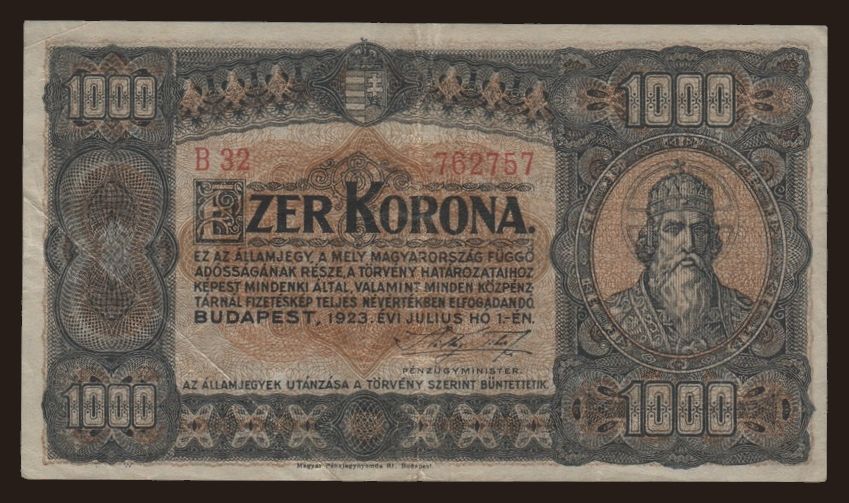 1000 1000
B 32 762757
EZER KORONA.
EZ AZ ÁLLAMJEGY, A MELY MAGYARORSZÁG FÜGGŐ
ADÓSSÁGÁNAK RÉSZE, A TÖRVÉNY HATÁROZATAIHOZ
KÉPEST MINDENKI ÁLTAL, VALAMINT MINDEN KÖZPÉNZ-
TÁRNÁL FIZETÉSKÉP TELJES NÉVÉRTÉKBEN ELFOGADANDÓ.
BUDAPEST, 1923. ÉVI JULIUS HÓ 1.-ÉN.
PÉNZÜGYMINISTER.
AZ ÁLLAMJEGYEK UTÁNZÁSA A TÖRVÉNY SZERINT BÜNTETTETIK.
1000 1000
Magyar Pénzjegynyomda Rt. Budapest.